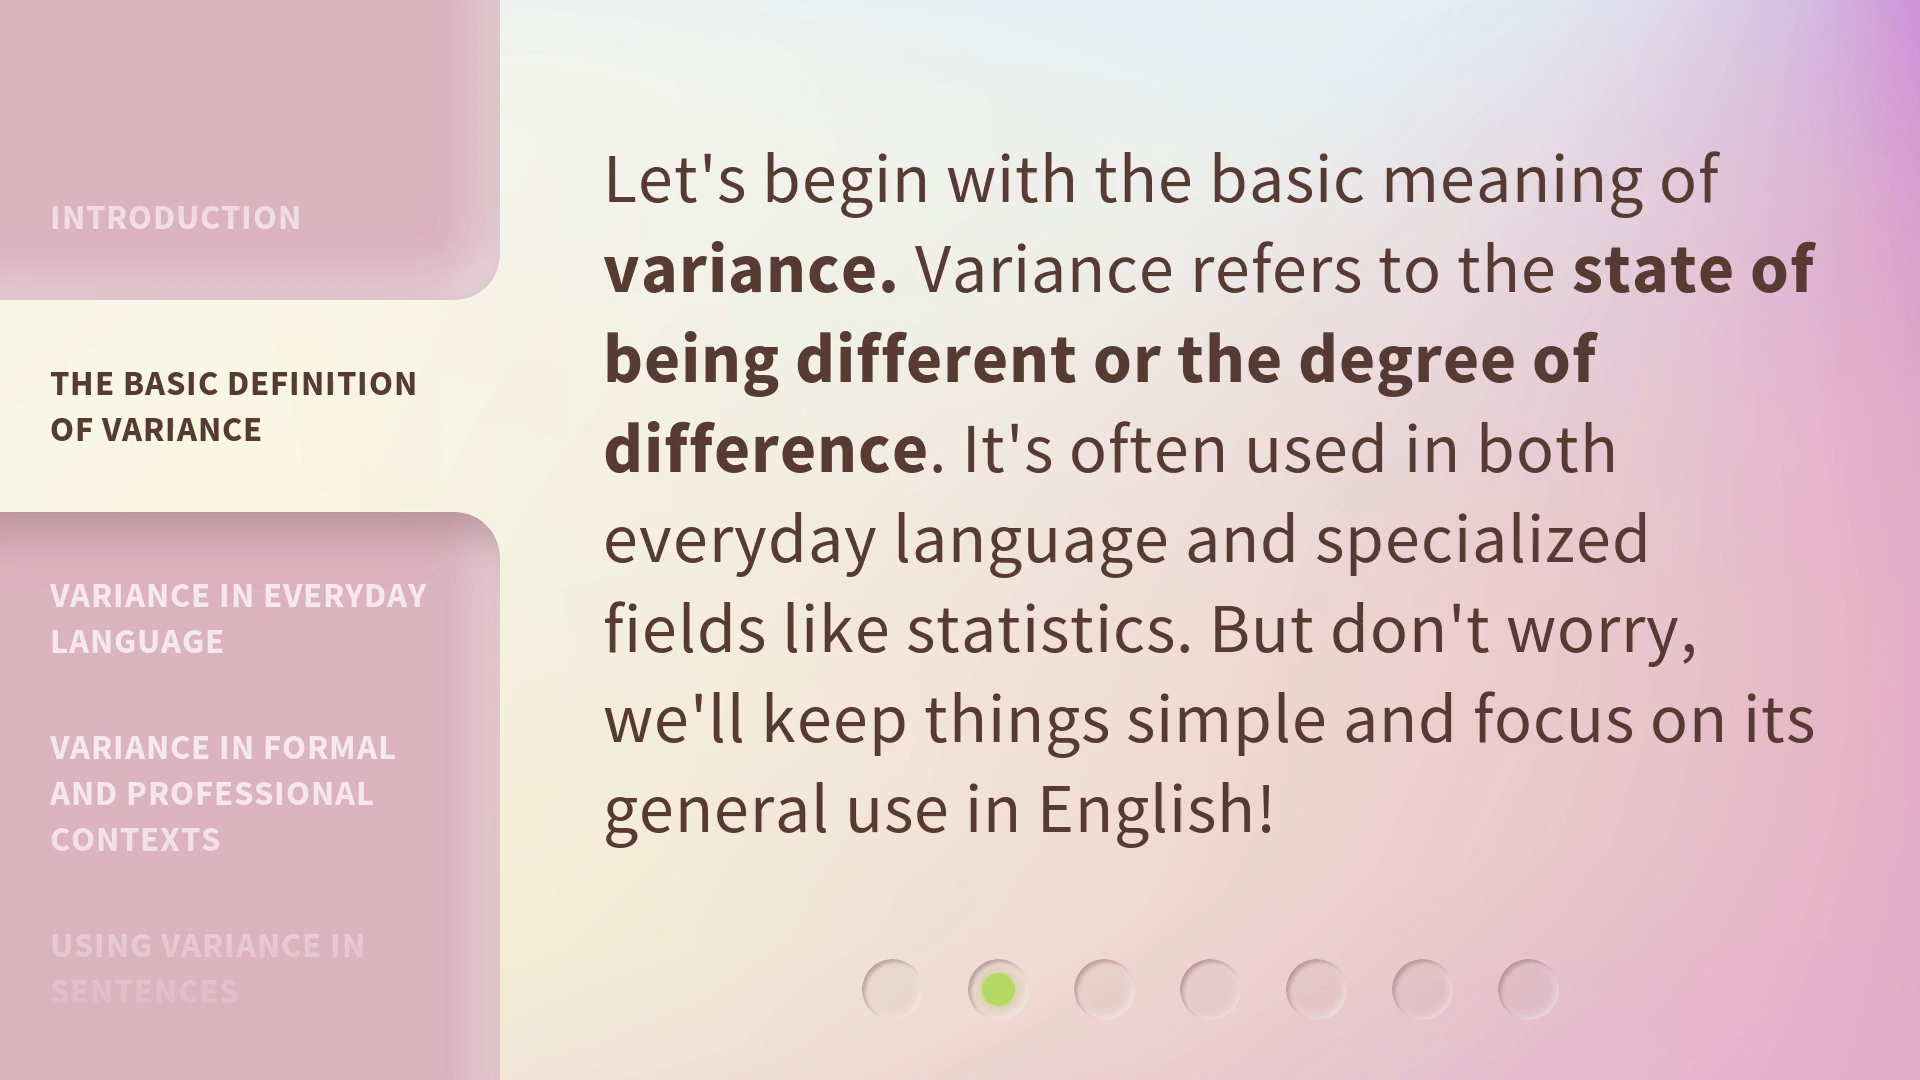 INTRODUCTION
THE BASIC DEFINITION
OF VARIANCE
VARIANCE IN EVERYDAY
LANGUAGE
VARIANCE IN FORMAL
AND PROFESSIONAL
CONTEXTS
USING VARIANCE IN
SENTENCES
Let's begin with the basic meaning of
variance. Variance refers to the state of
being different or the degree of
difference. It's often used in both
everyday language and specialized
fields like statistics. But don't worry,
we'll keep things simple and focus on its
general use in English!